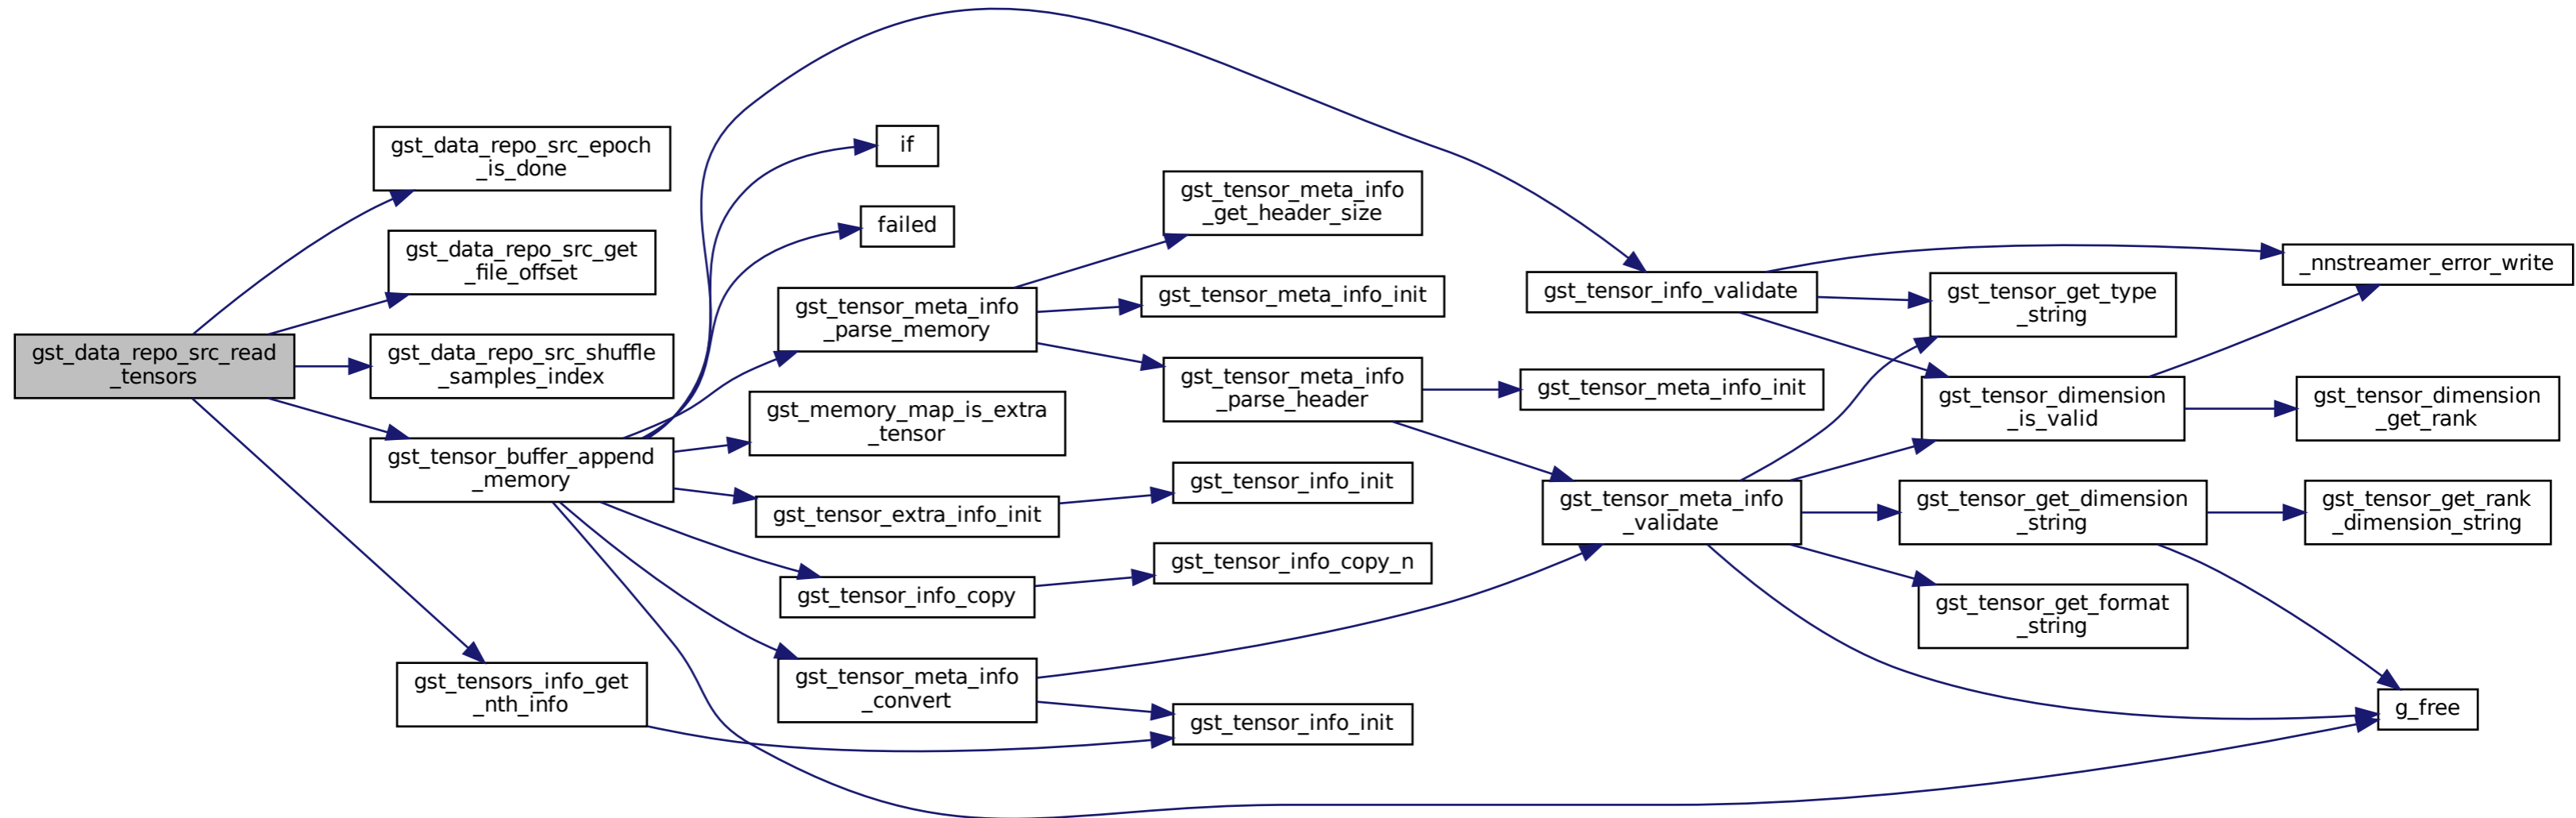 gst_data_repo_src_read
_tensors
gst_data_repo_src_epoch
_is_done
gst_data_repo_src_get
_file_offset
gst_data_repo_src_shuffle
_samples_index
gst_tensor_buffer_append
_memory
gst_tensors_info_get
_nth_info
if
failed
gst_tensor_meta_info
_parse_memory
gst_memory_map_is_extra
_tensor
gst_tensor_extra_info_init
gst_tensor_info_copy
gst_tensor_meta_info
_convert
gst_tensor_meta_info
_get_header_size
gst_tensor_meta_info_init
gst_tensor_meta_info
_parse_header
gst_tensor_info_init
gst_tensor_info_copy_n
gst_tensor_info_init
gst_tensor_info_validate
gst_tensor_meta_info_init
gst_tensor_meta_info
_validate
gst_tensor_get_type
_string
gst_tensor_dimension
_is_valid
gst_tensor_get_dimension
_string
gst_tensor_get_format
_string
_nnstreamer_error_write
gst_tensor_dimension
_get_rank
gst_tensor_get_rank
_dimension_string
g_free